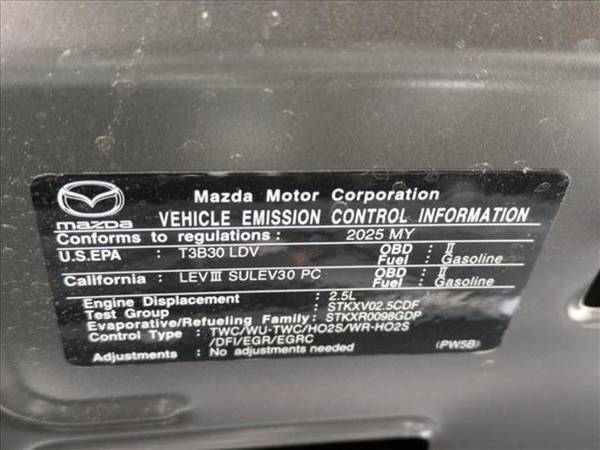 mazda
Mazda Motor Corporation
VEHICLE EMISSION CONTROL INFORMATION
Conforms to regulations: 2025 MY
U.S.EPA : T3B30 LDV OBD : II
Fuel : Gasoline
California : LEVIII SULEV30 PC OBD : II
Fuel : Gasoline
Engine Displacement : 2.5L
Test Group : STKXV02.5CDF
Evaporative/Refueling Family: STKXR0098GDP
Control Type : TWC/WU-TWC/HO2S/WR-HO2S
/DFI/EGR/EGRC
Adjustments : No adjustments needed (PW5B)